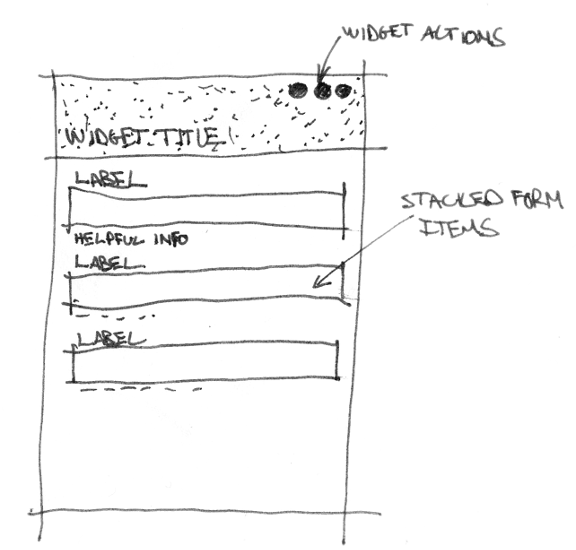 WIDGET ACTIONS
WIDGET TITLE
LABEL
HELPFUL INFO
LABEL
LABEL
STACKED FORM
ITEMS